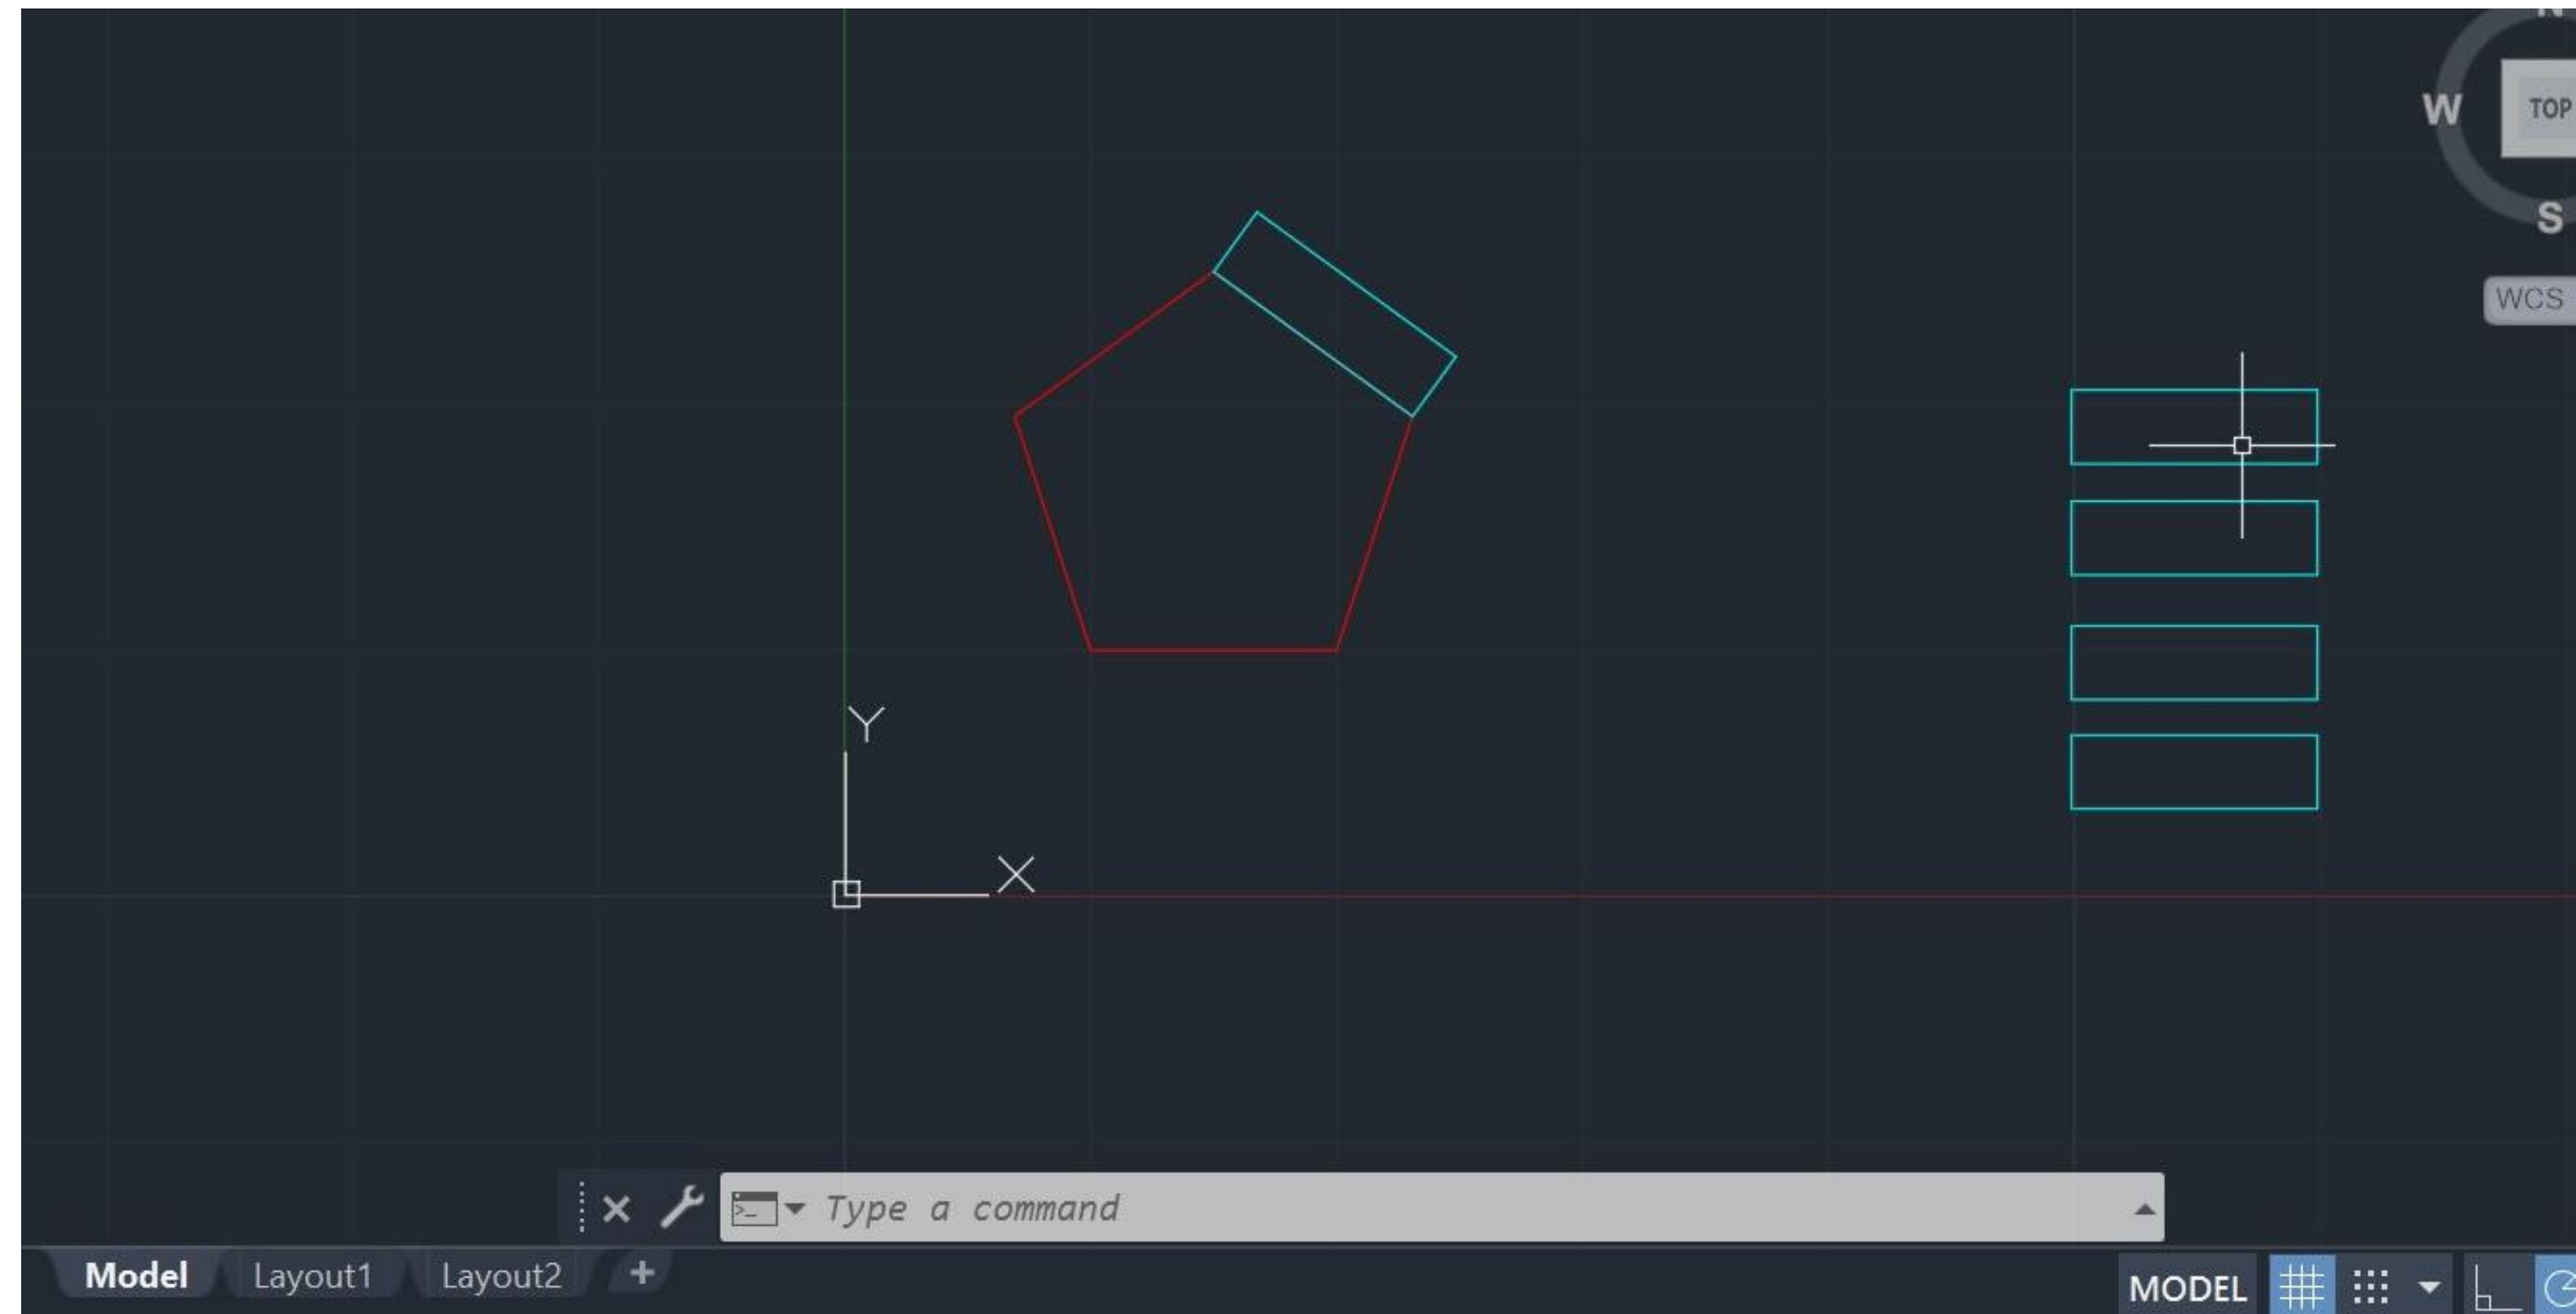 N
W
TOP
S
WCS
Y
X
Type a command
Model Layout1 Layout2 +
MODEL